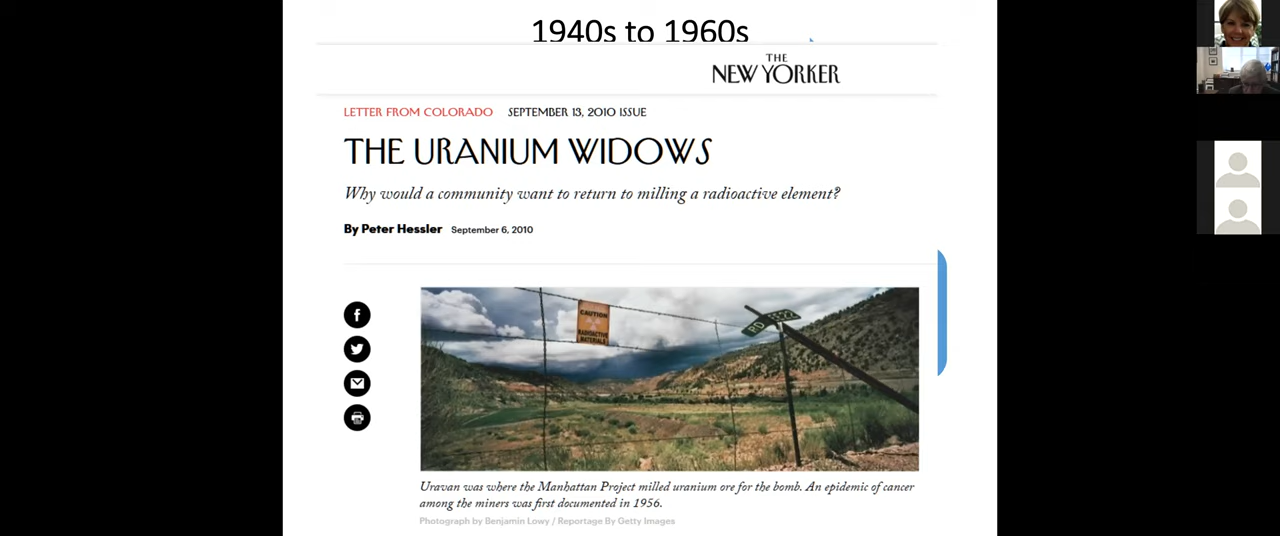 1940s to 1960s
THE
NEW YORKER
LETTER FROM COLORADO SEPTEMBER 13, 2010 ISSUE
THE URANIUM WIDOWS
Why would a community want to return to milling a radioactive element?
By Peter Hessler September 6, 2010
CAUTION
RADIOACTIVE
MATERIALS
RD
Uravan was where the Manhattan Project milled uranium ore for the bomb. An epidemic of cancer
among the miners was first documented in 1956.
Photograph by Benjamin Lowy / Reportage By Getty Images